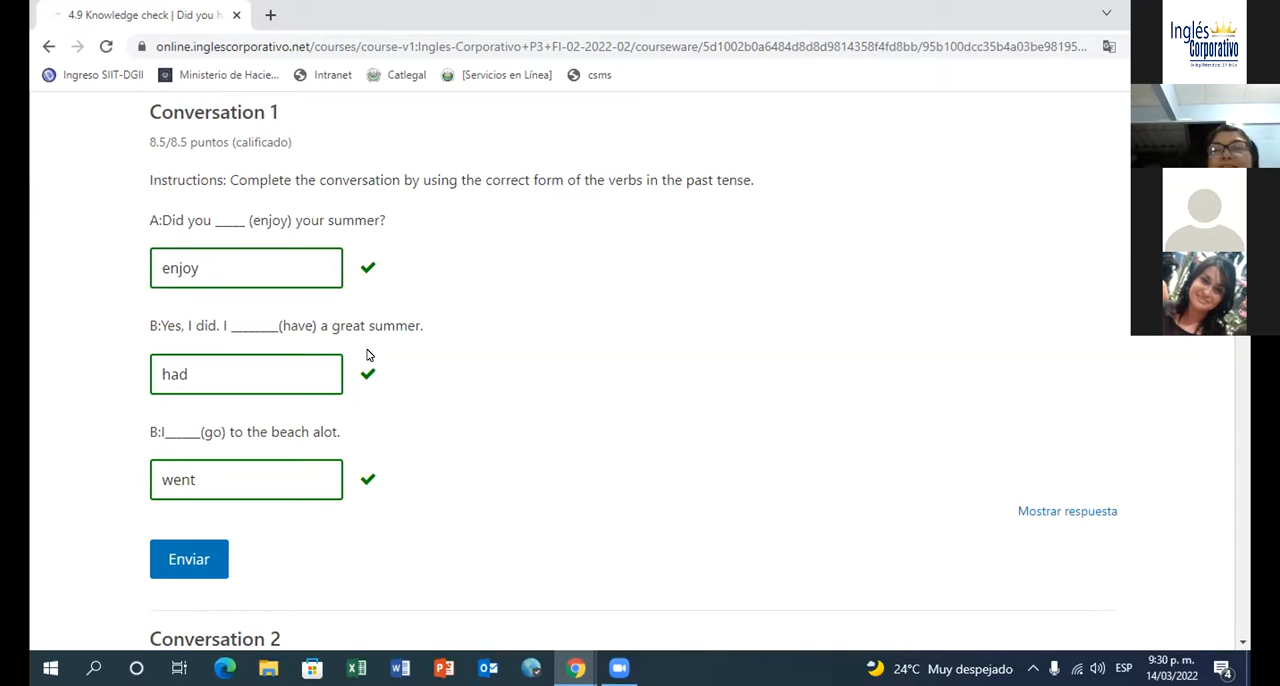 4.9 Knowledge check | Did you h
online.inglescorporativo.net/courses/course-v1:Ingles-Corporativo+P3+FI-02-2022-02/courseware/5d1002b0a6484d8d8d9814358f4fd8bb/95b100dcc35b4a03be98195...
Ingreso SIIT-DGII Ministerio de Hacie... Intranet Catlegal [Servicios en Línea] csms
Inglés
Corporativo
Conversation 1
8.5/8.5 puntos (calificado)
Instructions: Complete the conversation by using the correct form of the verbs in the past tense.
A:Did you _____ (enjoy) your summer?
enjoy
B:Yes, I did. I ________(have) a great summer.
had
B:I______(go) to the beach alot.
went
Mostrar respuesta
Enviar
Conversation 2
24°C Muy despejado ESP 9:30 p. m.
14/03/2022
4